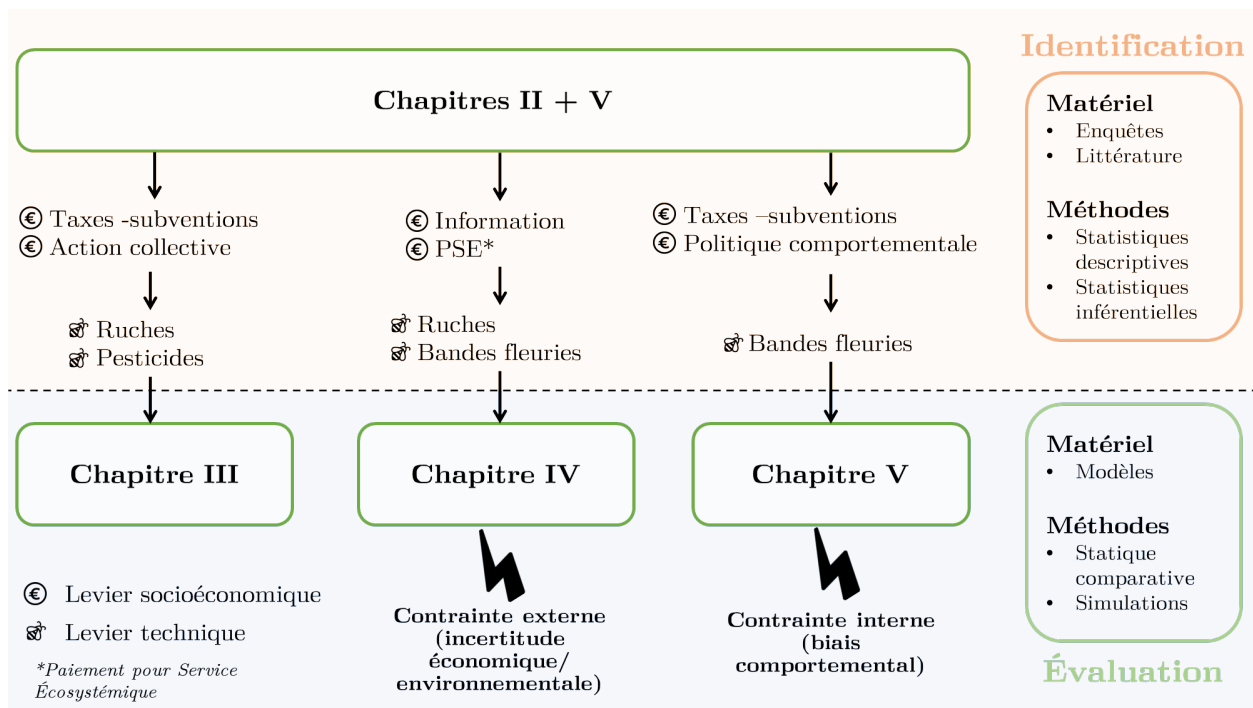 Identification
Chapitres II + V
Matériel
• Enquêtes
• Littérature
Méthodes
• Statistiques
descriptives
• Statistiques
inférentielles
€ Taxes -subventions
€ Action collective
€ Information
€ PSE*
€ Taxes –subventions
€ Politique comportementale
Ruches
Pesticides
Ruches
Bandes fleuries
Bandes fleuries
Chapitre III
Chapitre IV
Chapitre V
Matériel
• Modèles
Méthodes
• Statique
comparative
• Simulations
Évaluation
€ Levier socioéconomique
Levier technique
*Paiement pour Service
Écosystémique
Contrainte externe
(incertitude
économique/
environnementale)
Contrainte interne
(biais
comportemental)